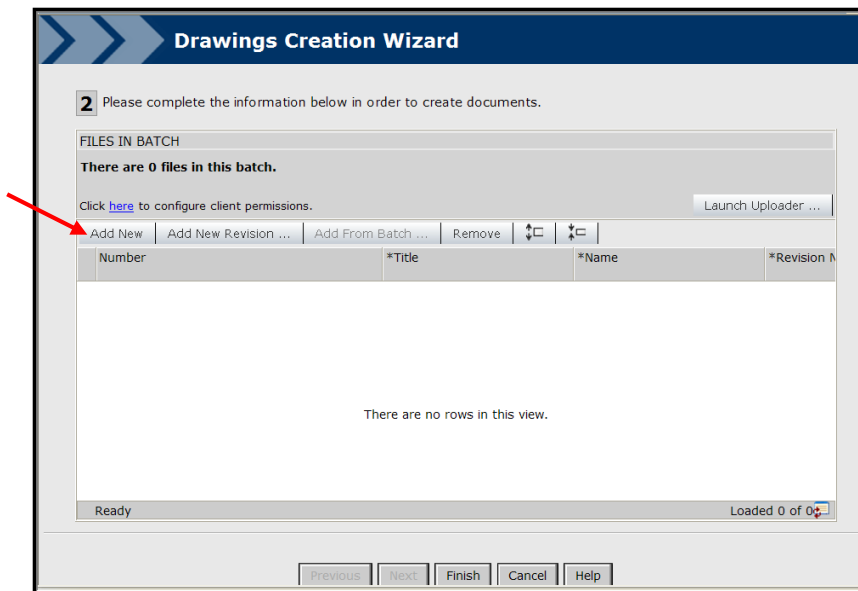 Drawings Creation Wizard
2 Please complete the information below in order to create documents.
FILES IN BATCH
There are 0 files in this batch.
Click here to configure client permissions. Launch Uploader ...
Add New Add New Revision ... Add From Batch ... Remove
Number *Title *Name *Revision
There are no rows in this view.
Ready Loaded 0 of 0
Previous Next Finish Cancel Help